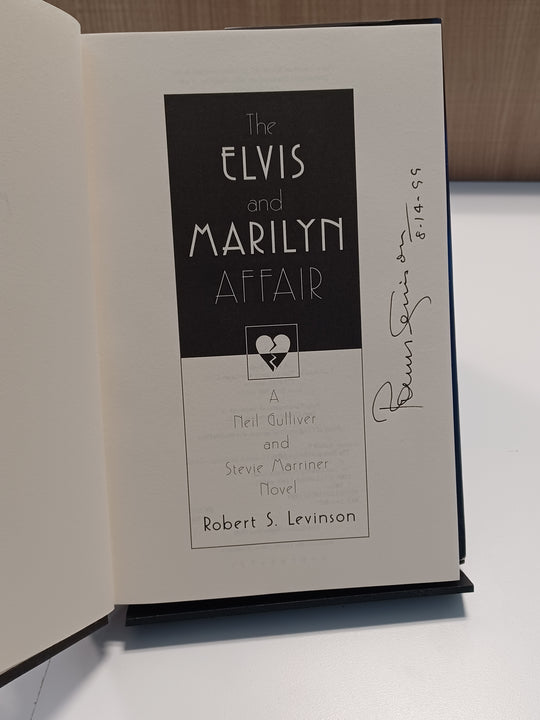 The
ELVIS
and
MARILYN
AFFAIR
A
Neil Gulliver
and
Stevie Marriner
Novel
Robert S. Levinson
8-14-99